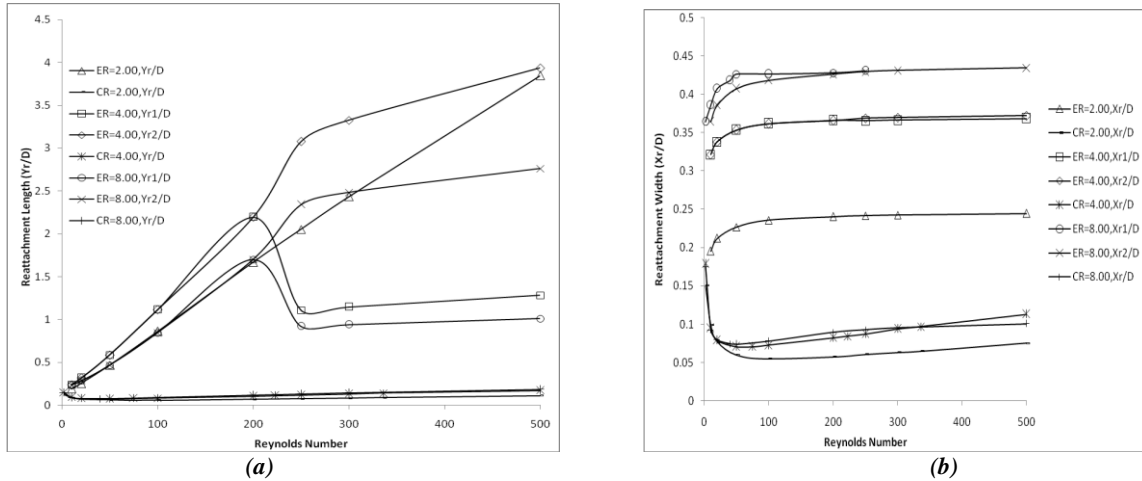 4.5
4
3.5
3
2.5
2
1.5
1
0.5
0
Reattachment Length (Yr/D)
ER=2.00,Yr/D
CR=2.00,Yr/D
ER=4.00,Yr1/D
ER=4.00,Yr2/D
CR=4.00,Yr/D
ER=8.00,Yr1/D
ER=8.00,Yr2/D
CR=8.00,Yr/D
0 100 200 300 400 500
Reynolds Number
(a)
0.5
0.45
0.4
0.35
0.3
0.25
0.2
0.15
0.1
0.05
0
Reattachment Width (Xr/D)
ER=2.00,Xr/D
CR=2.00,Xr/D
ER=4.00,Xr1/D
ER=4.00,Xr2/D
CR=4.00,Xr/D
ER=8.00,Xr1/D
ER=8.00,Xr2/D
CR=8.00,Xr/D
0 100 200 300 400 500
Reynolds Number
(b)